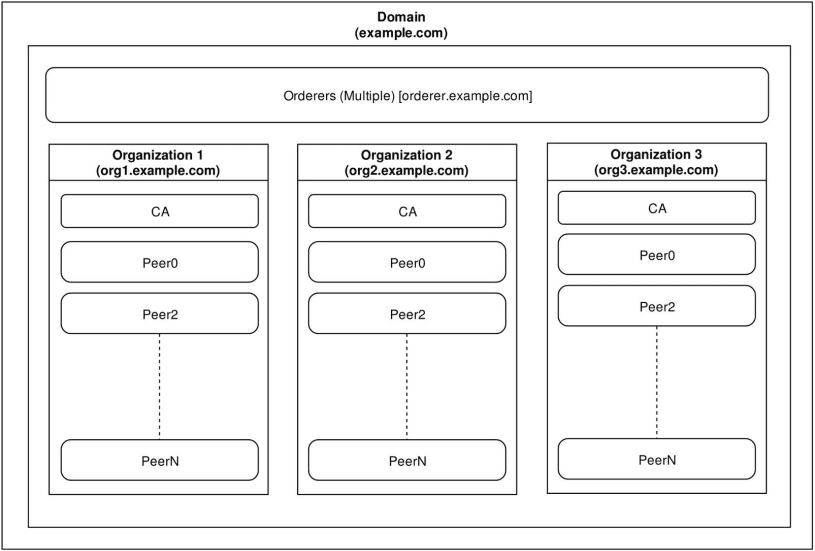 Domain
(example.com)
Orderers (Multiple) [orderer.example.com]
Organization 1
(org1.example.com)
CA
Peer0
Peer2
PeerN
Organization 2
(org2.example.com)
CA
Peer0
Peer2
PeerN
Organization 3
(org3.example.com)
CA
Peer0
Peer2
PeerN